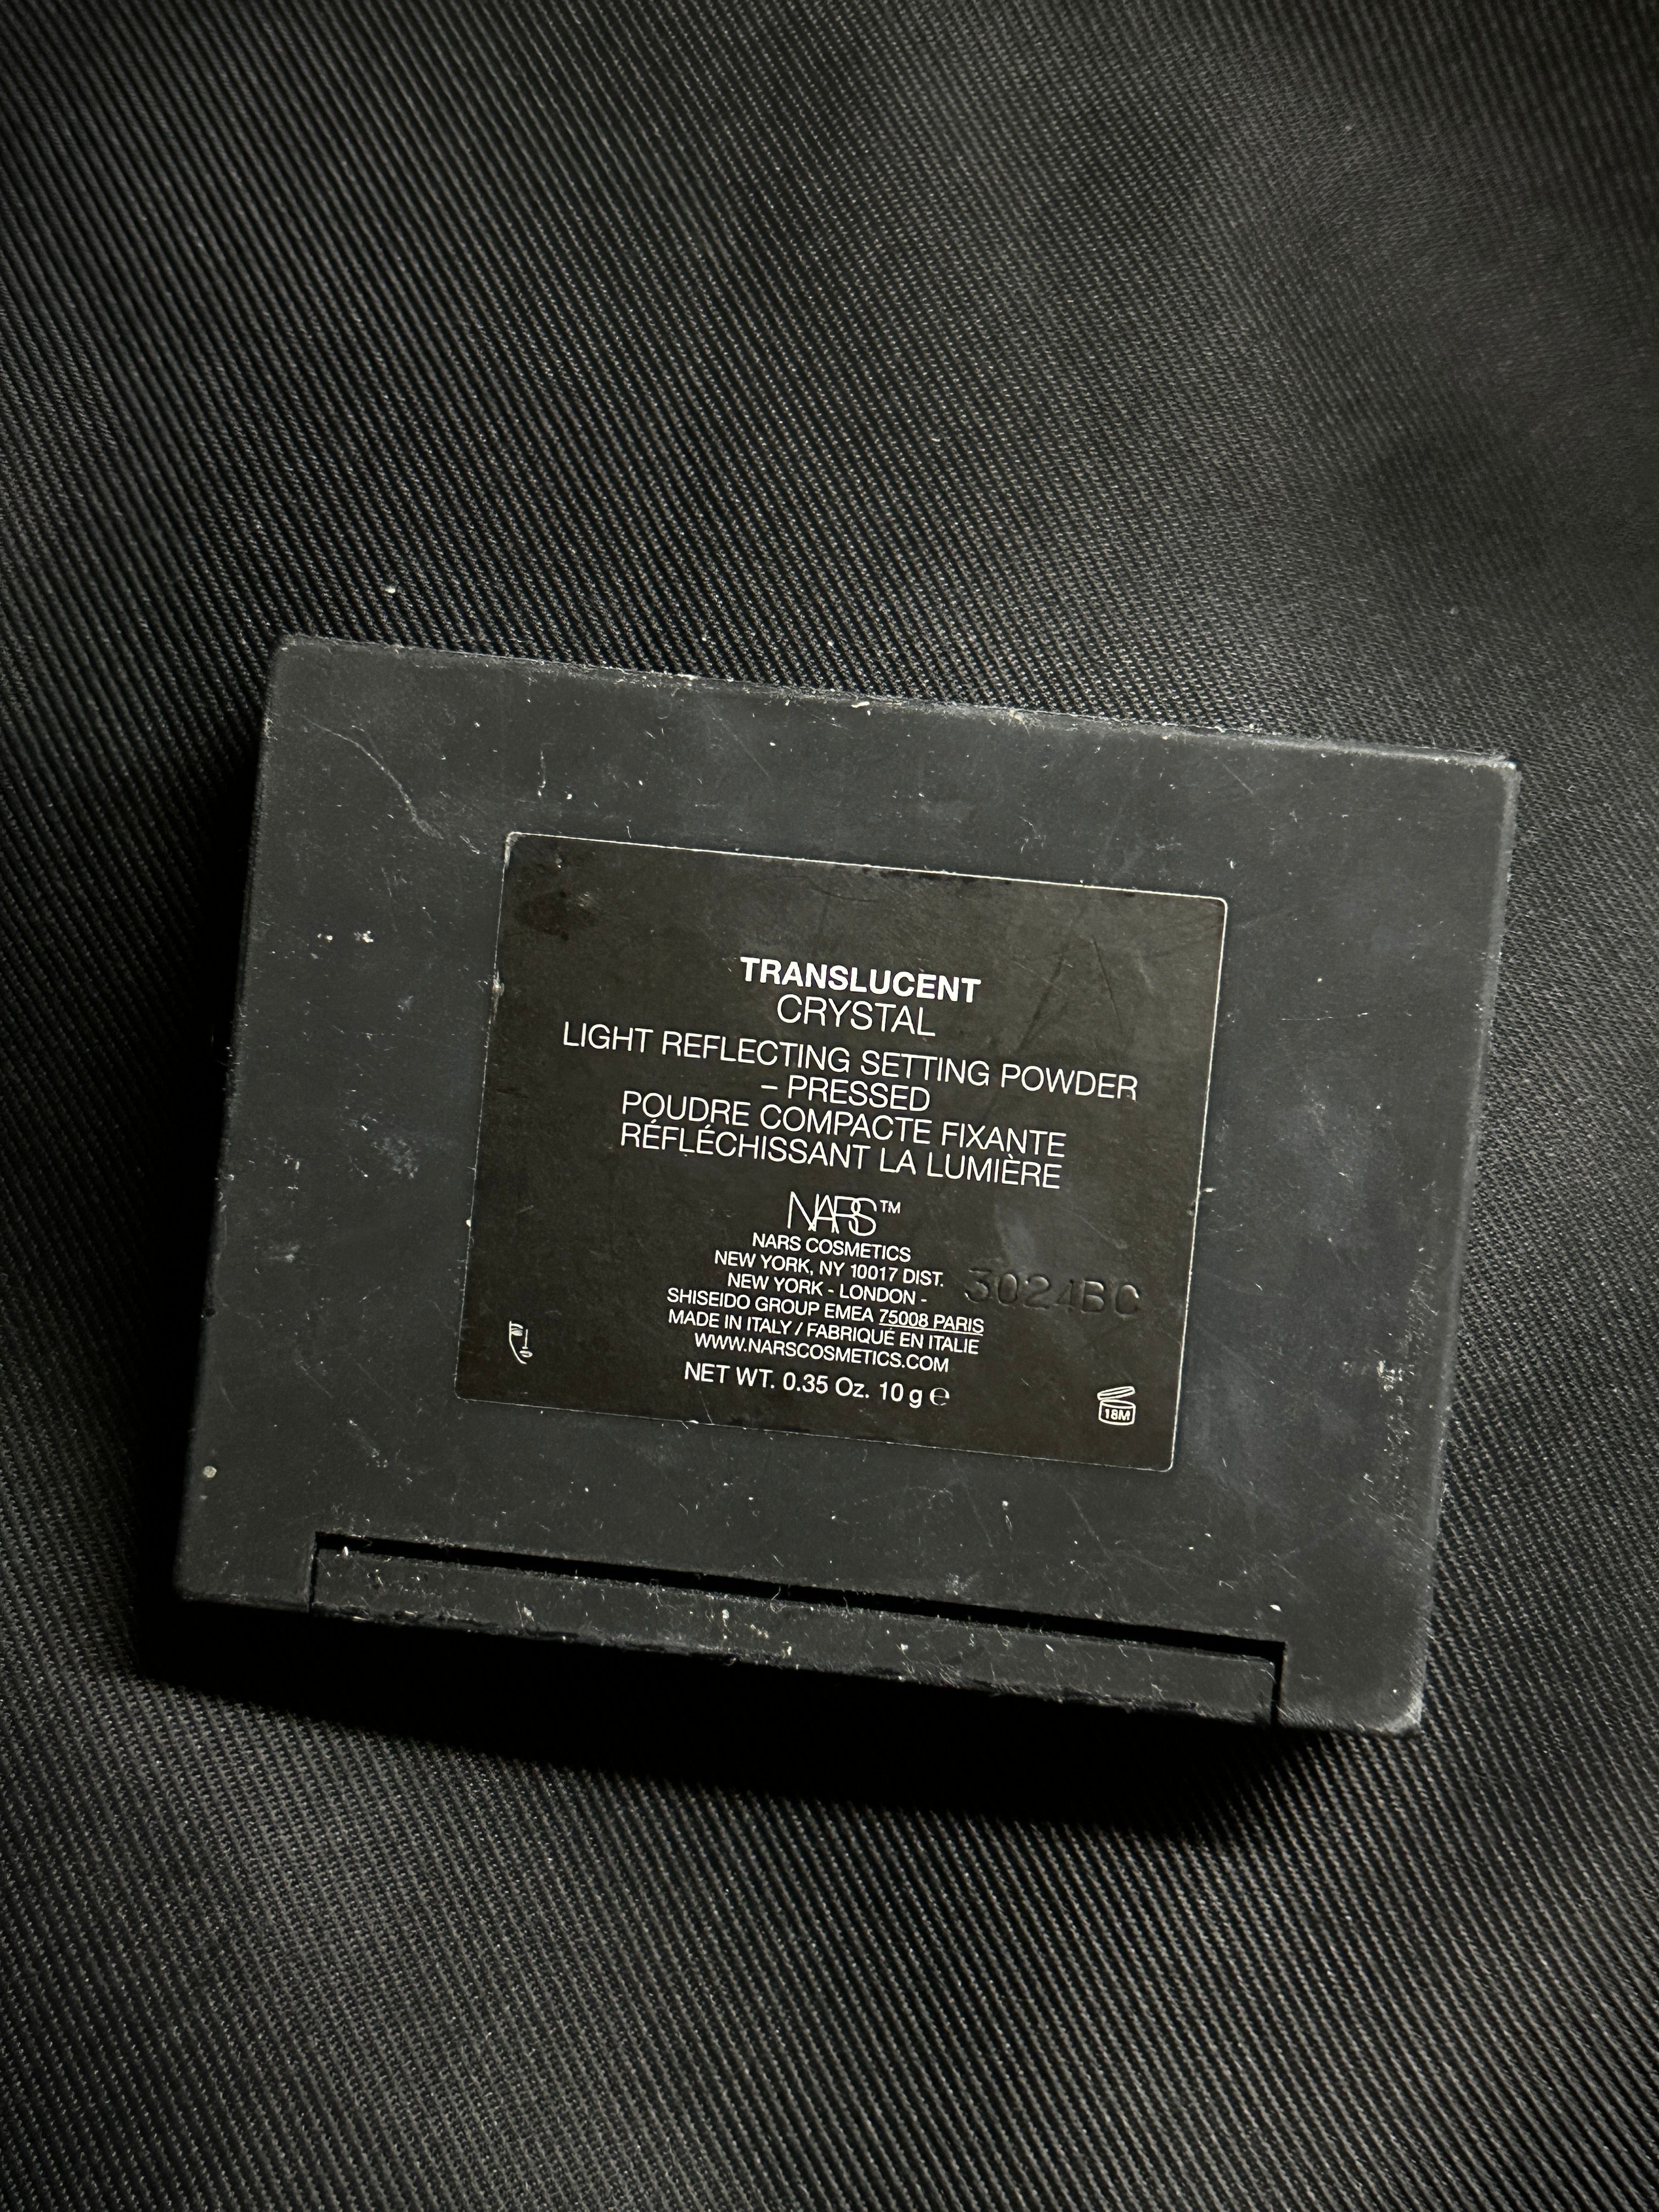 TRANSLUCENT
CRYSTAL
LIGHT REFLECTING SETTING POWDER
– PRESSED
POUDRE COMPACTE FIXANTE
RÉFLÉCHISSANT LA LUMIÈRE
NARS™
NARS COSMETICS
NEW YORK, NY 10017 DIST.
NEW YORK - LONDON -
SHISEIDO GROUP EMEA 75008 PARIS
MADE IN ITALY / FABRIQUÉ EN ITALIE
WWW.NARSCOSMETICS.COM
NET WT. 0.35 Oz. 10 g ℮
3024BC
18M